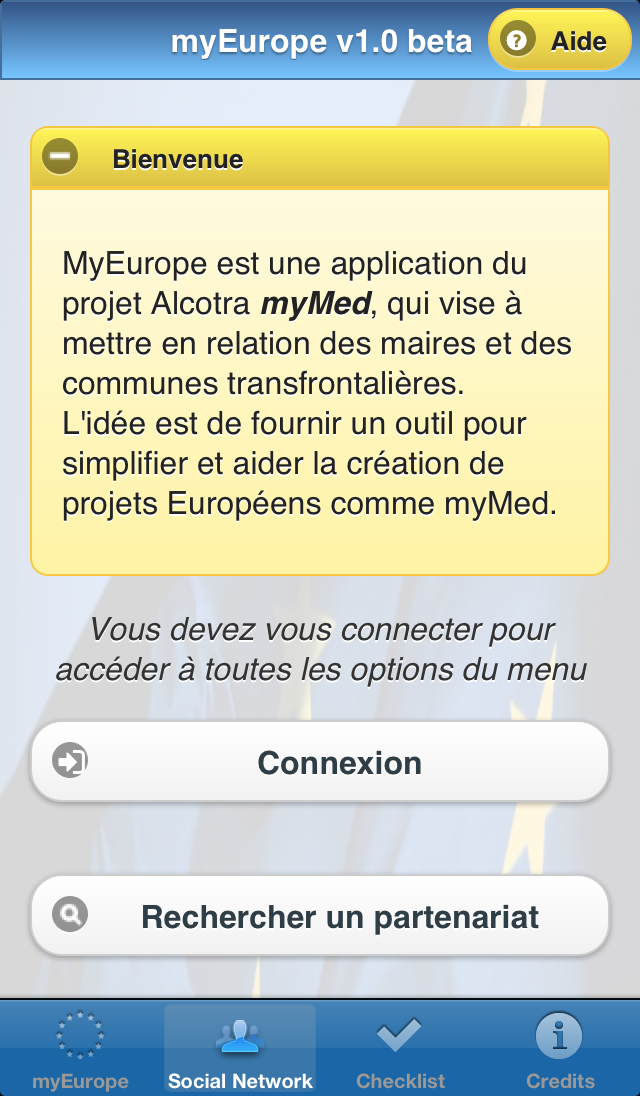 myEurope v1.0 beta
Aide
Bienvenue
MyEurope est une application du
projet Alcotra myMed, qui vise à
mettre en relation des maires et des
communes transfrontalières.
L'idée est de fournir un outil pour
simplifier et aider la création de
projets Européens comme myMed.
Vous devez vous connecter pour
accéder à toutes les options du menu
Connexion
Rechercher un partenariat
myEurope
Social Network
Checklist
Credits